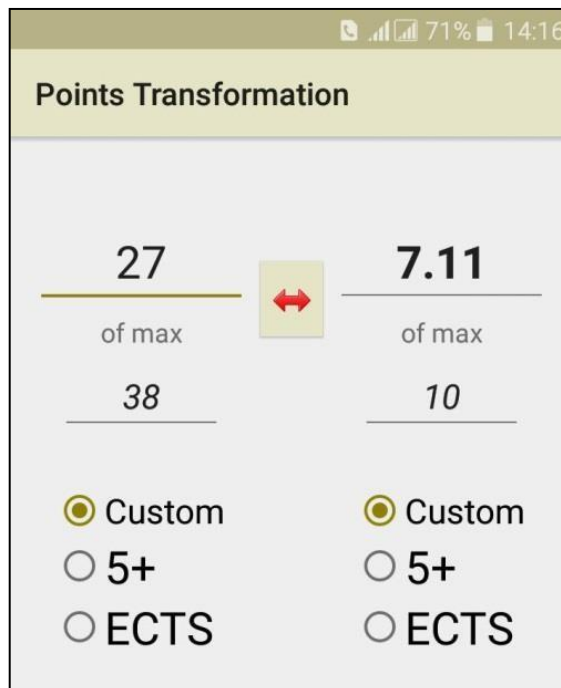 71% 14:16
Points Transformation
27 7.11
of max of max
38 10
Custom Custom
5+ 5+
ECTS ECTS